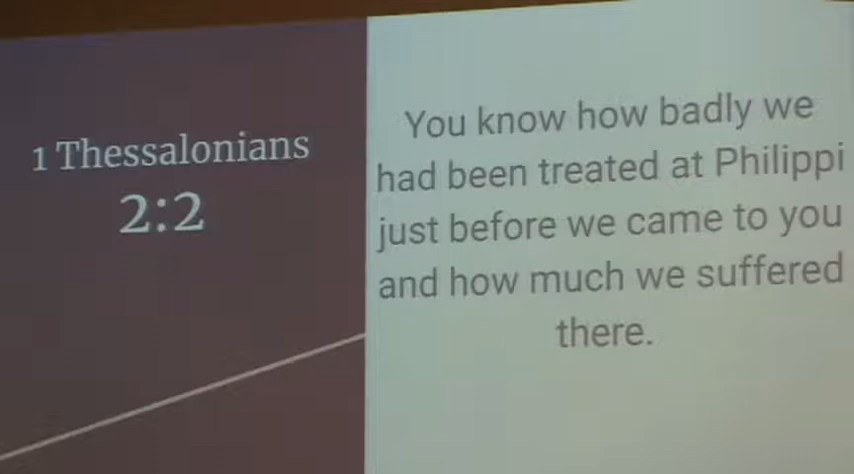 1 Thessalonians
2:2
You know how badly we
had been treated at Philippi
just before we came to you
and how much we suffered
there.